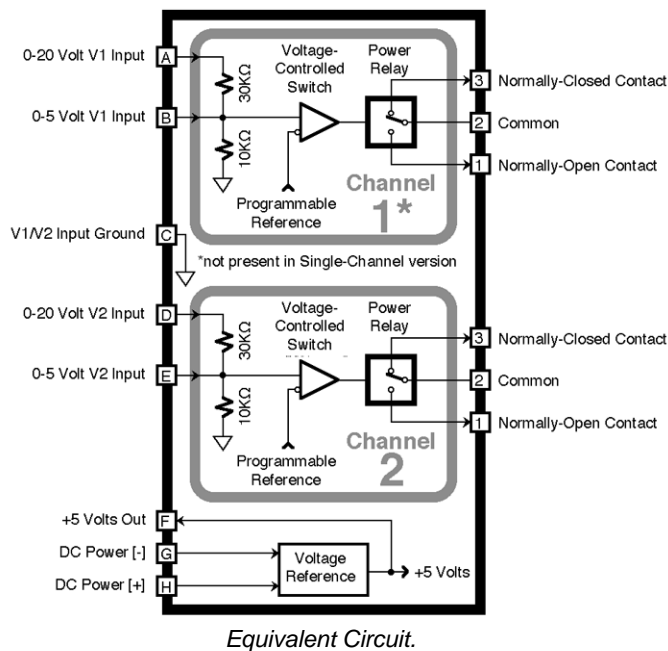 0-20 Volt V1 Input
A
30KΩ
Voltage-
Controlled
Switch
Power
Relay
3
Normally-Closed Contact
0-5 Volt V1 Input
B
2
Common
10KΩ
1
Normally-Open Contact
Programmable
Reference
Channel
1*
V1/V2 Input Ground
C
*not present in Single-Channel version
0-20 Volt V2 Input
D
30KΩ
Voltage-
Controlled
Switch
Power
Relay
3
Normally-Closed Contact
0-5 Volt V2 Input
E
2
Common
10KΩ
1
Normally-Open Contact
Programmable
Reference
Channel
2
+5 Volts Out
F
DC Power [-]
G
Voltage
Reference
+5 Volts
DC Power [+]
H
Equivalent Circuit.